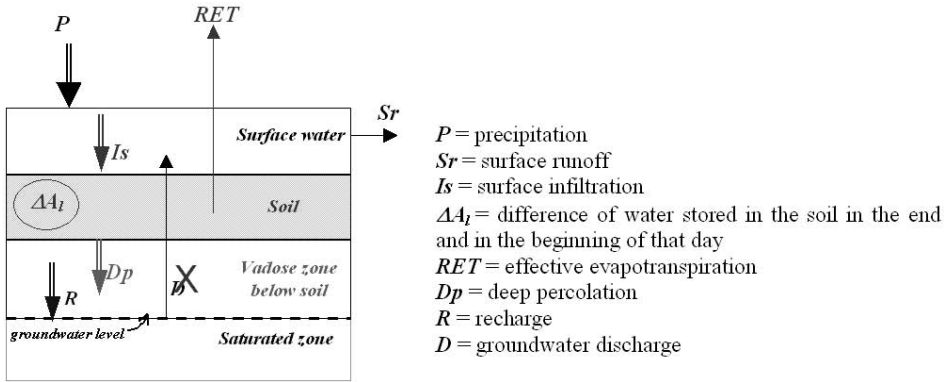 RET
P
Sr
Surface water
Is
ΔAl
Soil
Dp
Vadose zone
below soil
R
D
groundwater level
Saturated zone
P = precipitation
Sr = surface runoff
Is = surface infiltration
ΔAl = difference of water stored in the soil in the end
and in the beginning of that day
RET = effective evapotranspiration
Dp = deep percolation
R = recharge
D = groundwater discharge